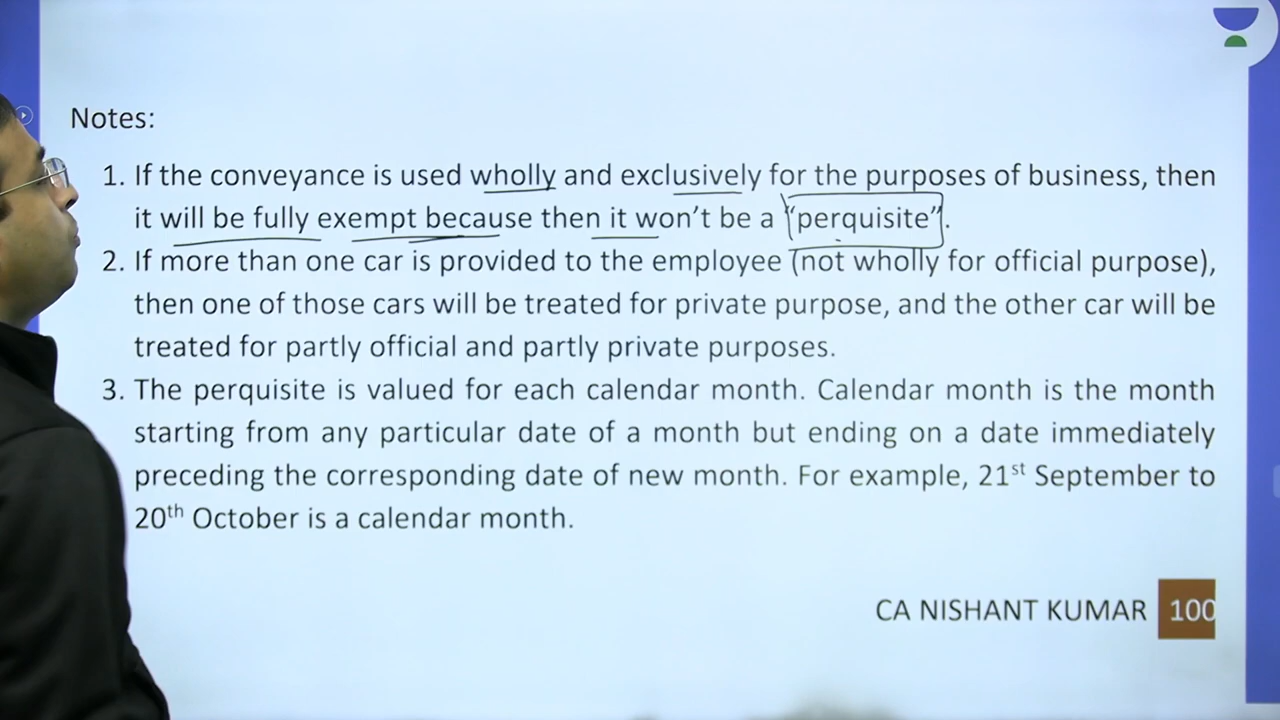 Notes:
1. If the conveyance is used wholly and exclusively for the purposes of business, then
it will be fully exempt because then it won't be a "perquisite".
2. If more than one car is provided to the employee (not wholly for official purpose),
then one of those cars will be treated for private purpose, and the other car will be
treated for partly official and partly private purposes.
3. The perquisite is valued for each calendar month. Calendar month is the month
starting from any particular date of a month but ending on a date immediately
preceding the corresponding date of new month. For example, 21st September to
20th October is a calendar month.
CA NISHANT KUMAR 100